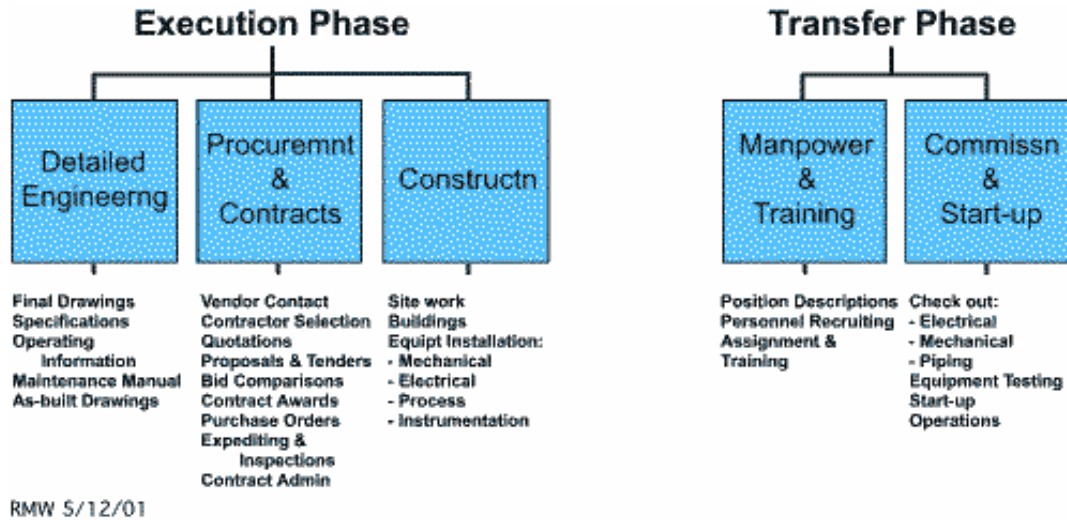 Execution Phase
Detailed
Engineerng
Procuremnt
&
Contracts
Constructn
Final Drawings
Specifications
Operating
Information
Maintenance Manual
As-built Drawings
Vendor Contact
Contractor Selection
Quotations
Proposals & Tenders
Bid Comparisons
Contract Awards
Purchase Orders
Expediting &
Inspections
Contract Admin
Site work
Buildings
Equipt Installation:
- Mechanical
- Electrical
- Process
- Instrumentation
Transfer Phase
Manpower
&
Training
Commissn
&
Start-up
Position Descriptions
Personnel Recruiting
Assignment &
Training
Check out:
- Electrical
- Mechanical
- Piping
Equipment Testing
Start-up
Operations
RMW 5/12/01